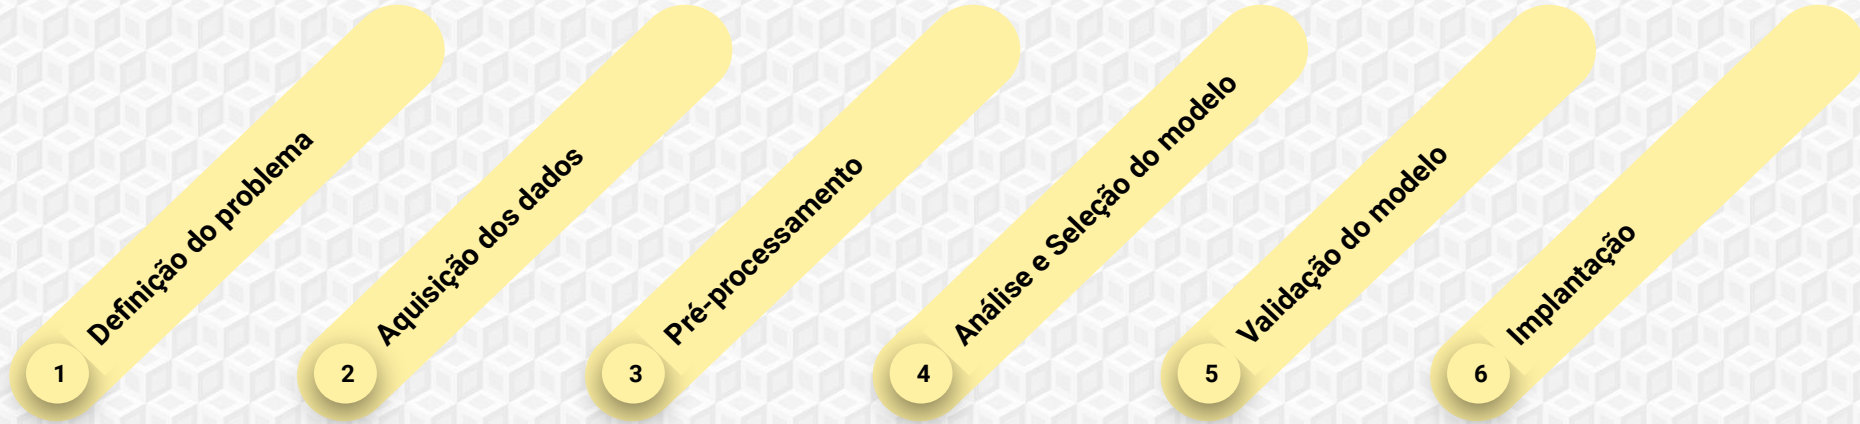 1 Definição do problema
2 Aquisição dos dados
3 Pré-processamento
4 Análise e Seleção do modelo
5 Validação do modelo
6 Implantação